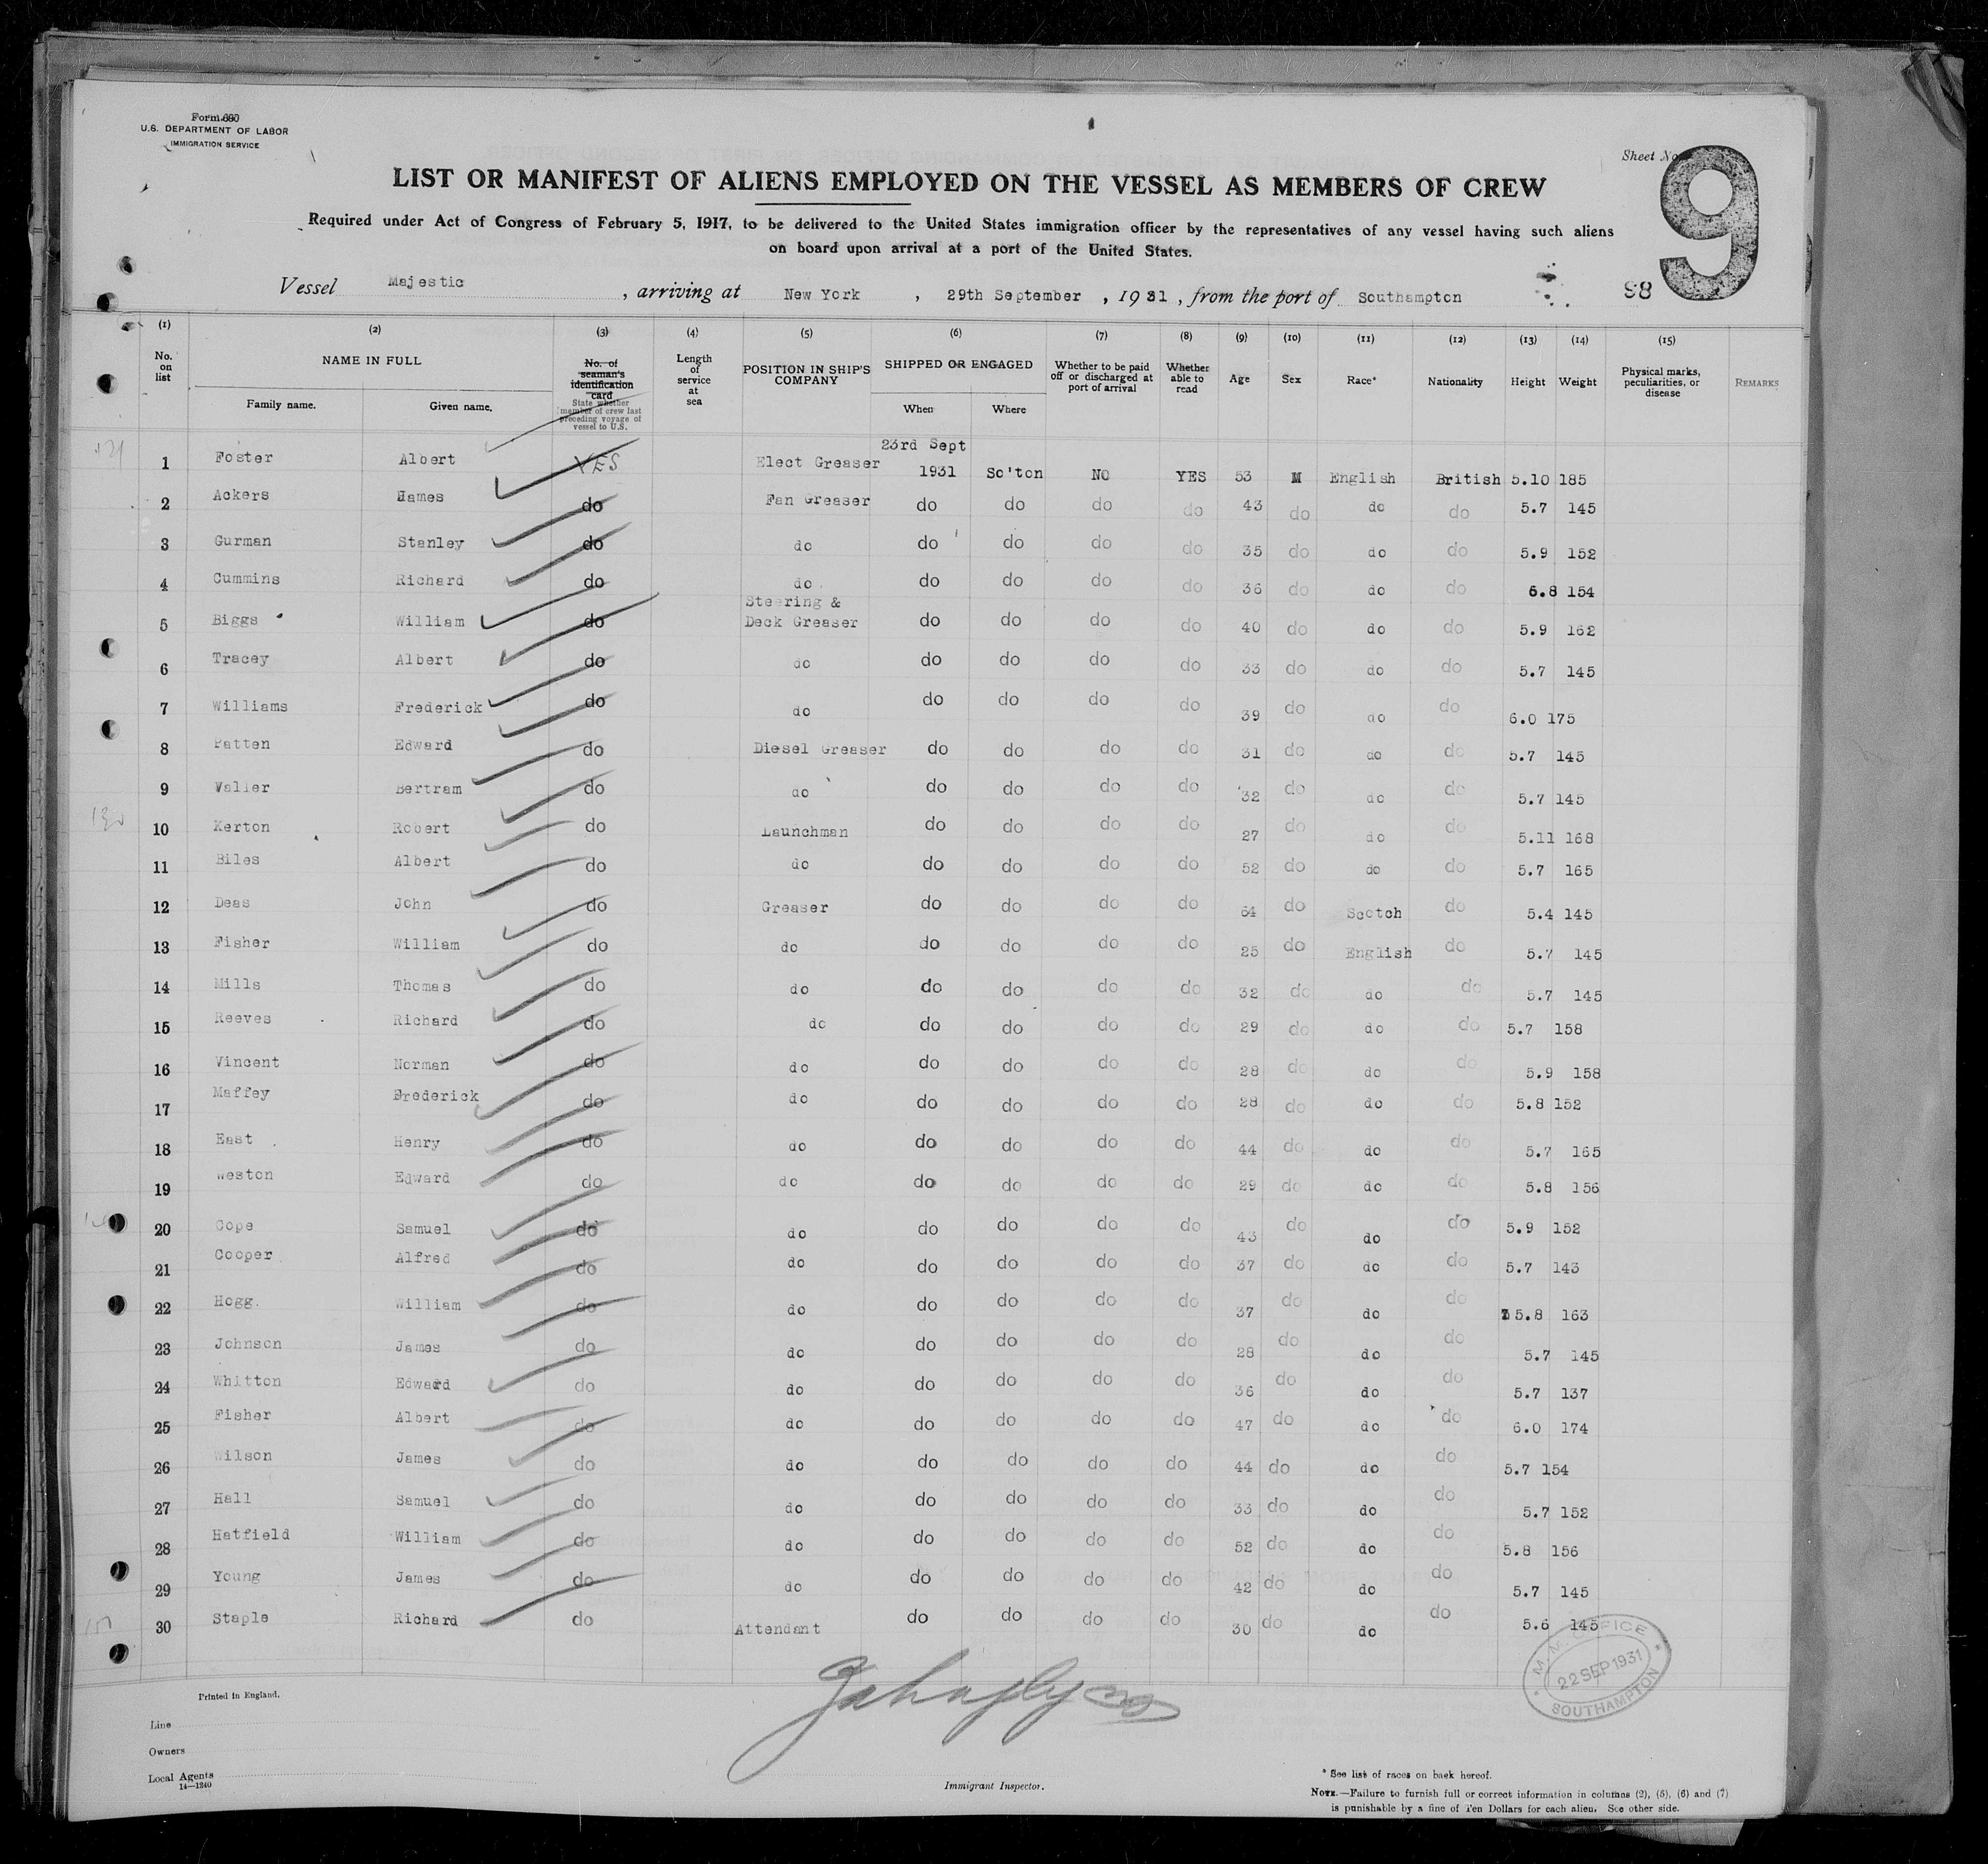 Form 680
U.S. DEPARTMENT OF LABOR
IMMIGRATION SERVICE
Sheet No. 9
LIST OR MANIFEST OF ALIENS EMPLOYED ON THE VESSEL AS MEMBERS OF CREW
Required under Act of Congress of February 5, 1917, to be delivered to the United States immigration officer by the representatives of any vessel having such aliens
on board upon arrival at a port of the United States.
Vessel Majestic, arriving at New York, 29th September, 1931, from the port of Southampton 98
(1) (2) (3) (4) (5) (6) (7) (8) (9) (10) (11) (12) (13) (14) (15)
No. on list NAME IN FULL Family name. Given name. No. of seaman's identification card State whether member of crew last preceding voyage of vessel to U.S. Length of service at sea POSITION IN SHIP'S COMPANY SHIPPED OR ENGAGED When Where Whether to be paid off or discharged at port of arrival Whether able to read Age Sex Race* Nationality Height Weight Physical marks, peculiarities, or disease REMARKS
1 Foster Albert YES Elect Greaser 23rd Sept 1931 So'ton NO YES 53 M English British 5.10 185
2 Ackers James do Fan Greaser do do do do 43 do do do 5.7 145
3 Gurman Stanley do do do do do do 35 do do do 5.9 152
4 Cummins Richard do do do do do do 36 do do do 5.8 154
5 Biggs William do Steering & Deck Greaser do do do do 40 do do do 5.9 162
6 Tracey Albert do do do do do do 33 do do do 5.7 145
7 Williams Frederick do do do do do do 39 do do do 6.0 175
8 Patten Edward do Diesel Greaser do do do do 31 do do do 5.7 145
9 Waller Bertram do do do do do do 32 do do do 5.7 145
10 Kerton Robert do Launchman do do do do 27 do do do 5.11 168
11 Biles Albert do do do do do do 52 do do do 5.7 165
12 Deas John do Greaser do do do do 64 do Scotch do 5.4 145
13 Fisher William do do do do do do 25 do English do 5.7 145
14 Mills Thomas do do do do do do 32 do do do 5.7 145
15 Reeves Richard do do do do do do 29 do do do 5.7 158
16 Vincent Norman do do do do do do 28 do do do 5.9 158
17 Maffey Frederick do do do do do do 28 do do do 5.8 152
18 East Henry do do do do do do 44 do do do 5.7 165
19 Weston Edward do do do do do do 29 do do do 5.8 156
20 Cope Samuel do do do do do do 43 do do do 5.9 152
21 Cooper Alfred do do do do do do 37 do do do 5.7 143
22 Hogg. William do do do do do do 37 do do do 5.8 163
23 Johnson James do do do do do do 28 do do do 5.7 145
24 Whitton Edward do do do do do do 36 do do do 5.7 137
25 Fisher Albert do do do do do do 47 do do do 6.0 174
26 Wilson James do do do do do do 44 do do do 5.7 154
27 Hall Samuel do do do do do do 33 do do do 5.7 152
28 Hatfield William do do do do do do 52 do do do 5.8 156
29 Young James do do do do do do 42 do do do 5.7 145
30 Staple Richard do Attendant do do do do 30 do do do 5.6 145
M.M. OFFICE
22 SEP 1931
SOUTHAMPTON
Printed in England.
Line
Owners
Local Agents
14—1240
Immigrant Inspector.
* See list of races on back hereof.
NOTE.—Failure to furnish full or correct information in columns (2), (5), (6) and (7)
is punishable by a fine of Ten Dollars for each alien. See other side.